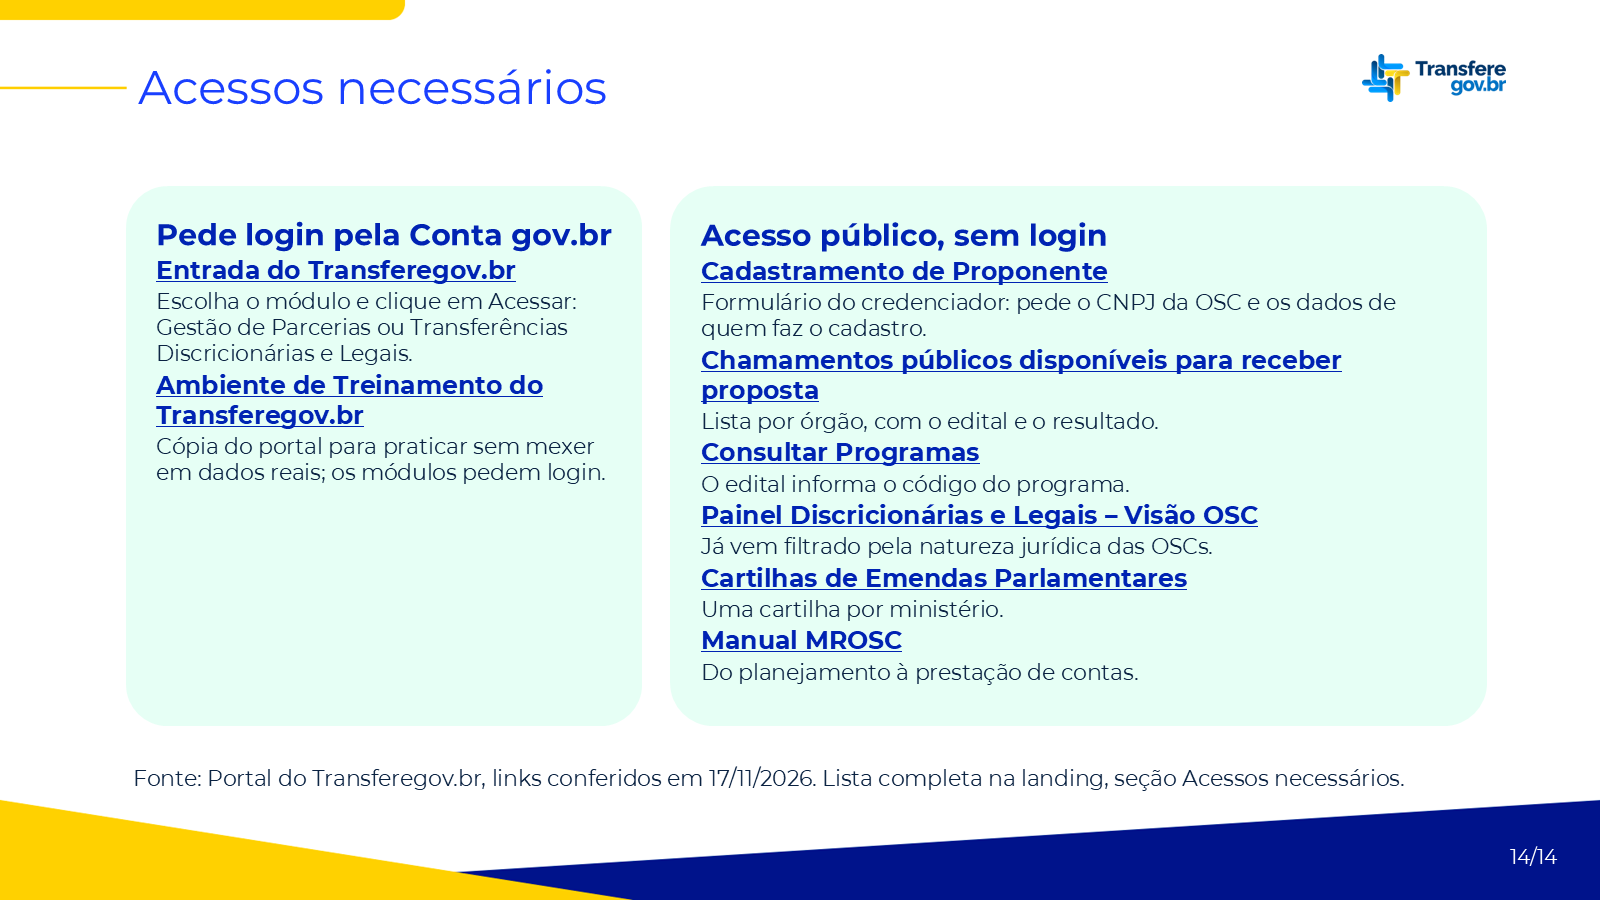 Acessos necessários
Transfere
gov.br
Pede login pela Conta gov.br
Entrada do Transferegov.br
Escolha o módulo e clique em Acessar:
Gestão de Parcerias ou Transferências
Discricionárias e Legais.
Ambiente de Treinamento do
Transferegov.br
Cópia do portal para praticar sem mexer
em dados reais; os módulos pedem login.
Acesso público, sem login
Cadastramento de Proponente
Formulário do credenciador: pede o CNPJ da OSC e os dados de
quem faz o cadastro.
Chamamentos públicos disponíveis para receber
proposta
Lista por órgão, com o edital e o resultado.
Consultar Programas
O edital informa o código do programa.
Painel Discricionárias e Legais – Visão OSC
Já vem filtrado pela natureza jurídica das OSCs.
Cartilhas de Emendas Parlamentares
Uma cartilha por ministério.
Manual MROSC
Do planejamento à prestação de contas.
Fonte: Portal do Transferegov.br, links conferidos em 17/11/2026. Lista completa na landing, seção Acessos necessários.
14/14